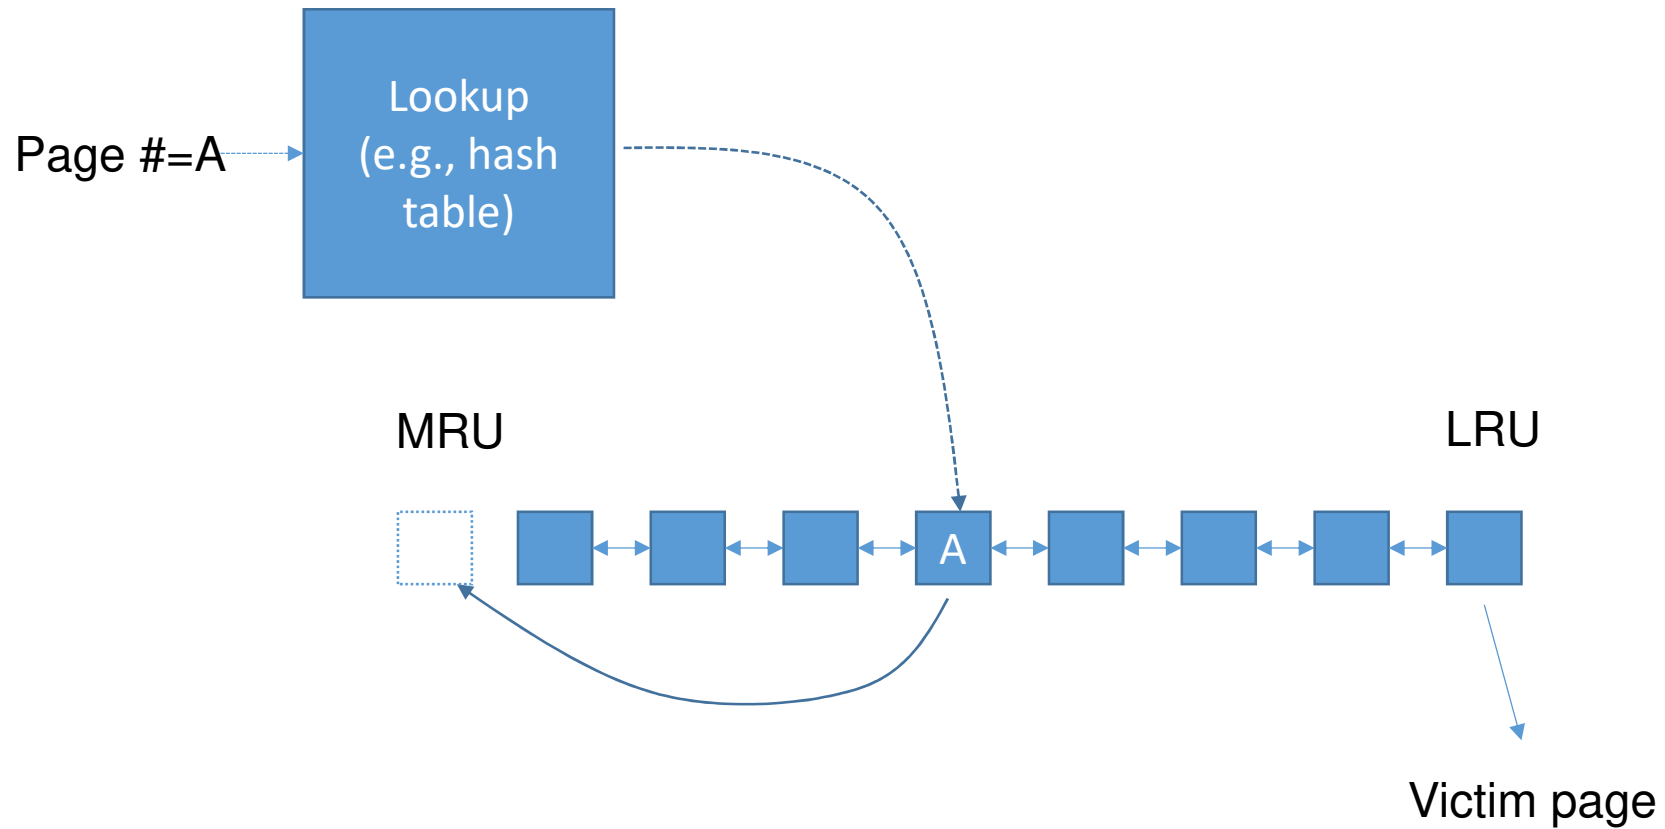 Lookup
(e.g., hash
table)
Page #=A
MRU
LRU
A
Victim page